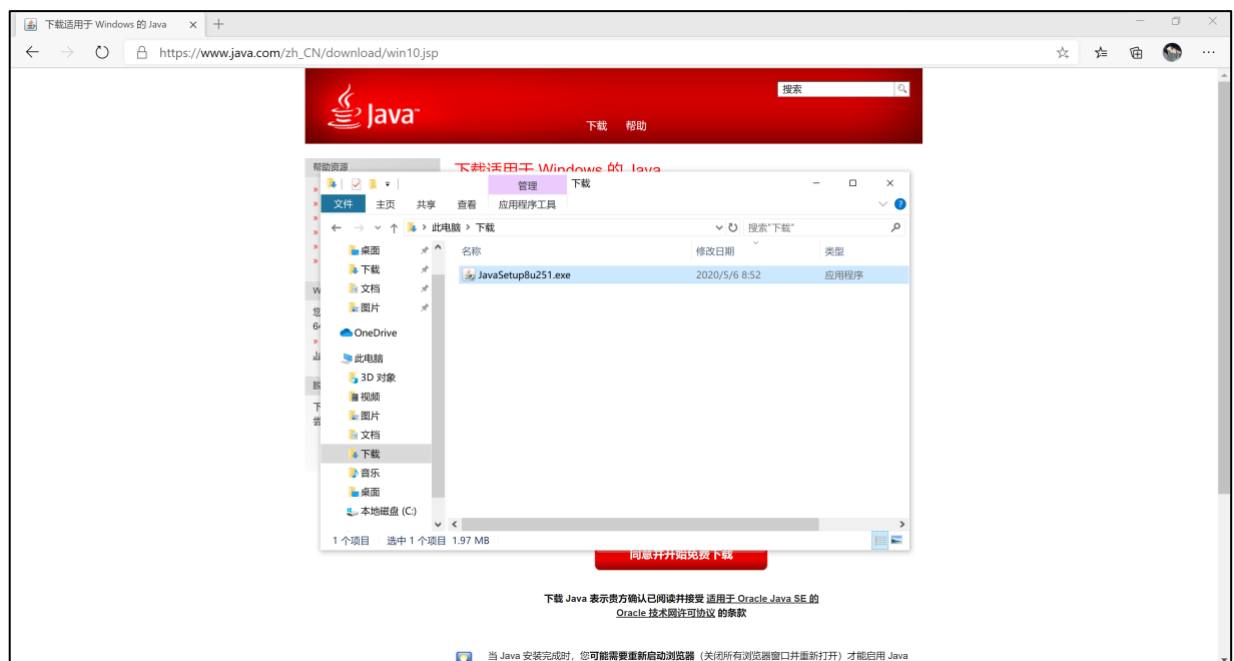 下载适用于 Windows 的 Java
https://www.java.com/zh_CN/download/win10.jsp
搜索
Java
下载 帮助
帮助资源
下载适用于 Windows 的 Java
管理 下载
文件 主页 共享 查看 应用程序工具
此电脑 下载 搜索"下载"
名称 修改日期 类型
桌面
下载
文档
图片
JavaSetup8u251.exe 2020/5/6 8:52 应用程序
OneDrive
此电脑
3D 对象
视频
图片
文档
下载
音乐
桌面
本地磁盘 (C:)
1 个项目 选中 1 个项目 1.97 MB
同意并开始免费下载
下载 Java 表示贵方确认已阅读并接受 适用于 Oracle Java SE 的
Oracle 技术网许可协议 的条款
当 Java 安装完成时，您可能需要重新启动浏览器（关闭所有浏览器窗口并重新打开）才能启用 Java